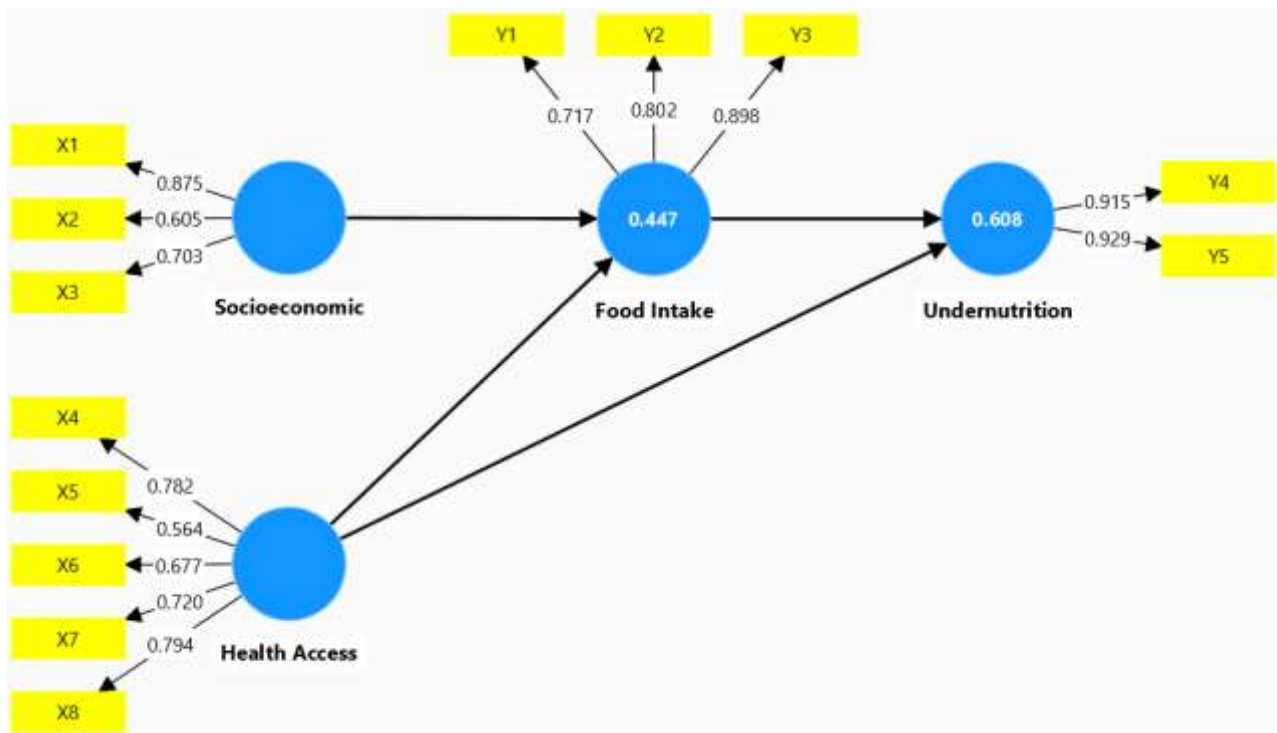 Y1 Y2 Y3
0.717 0.802 0.898
X1
X2
X3
0.875
0.605
0.703
Socioeconomic
0.447
Food Intake
0.608
Undernutrition
0.915
0.929
Y4
Y5
X4
X5
X6
X7
X8
0.782
0.564
0.677
0.720
0.794
Health Access